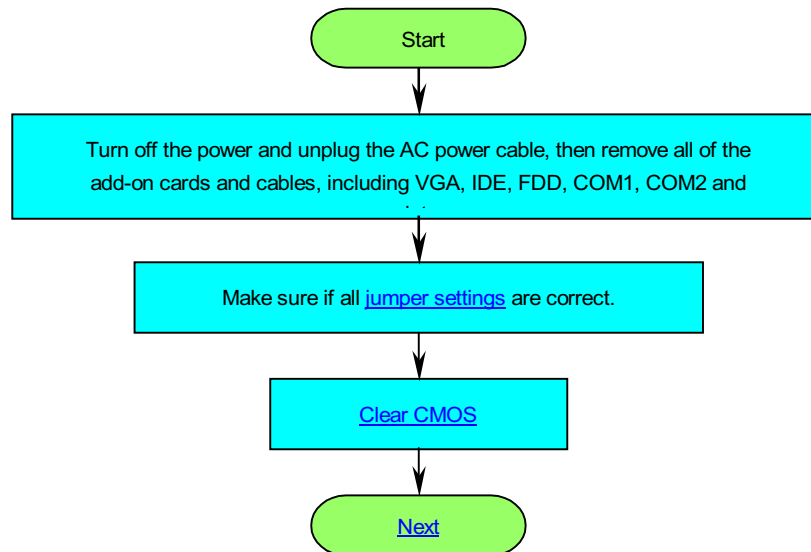 Start
Turn off the power and unplug the AC power cable, then remove all of the
add-on cards and cables, including VGA, IDE, FDD, COM1, COM2 and
Make sure if all jumper settings are correct.
Clear CMOS
Next